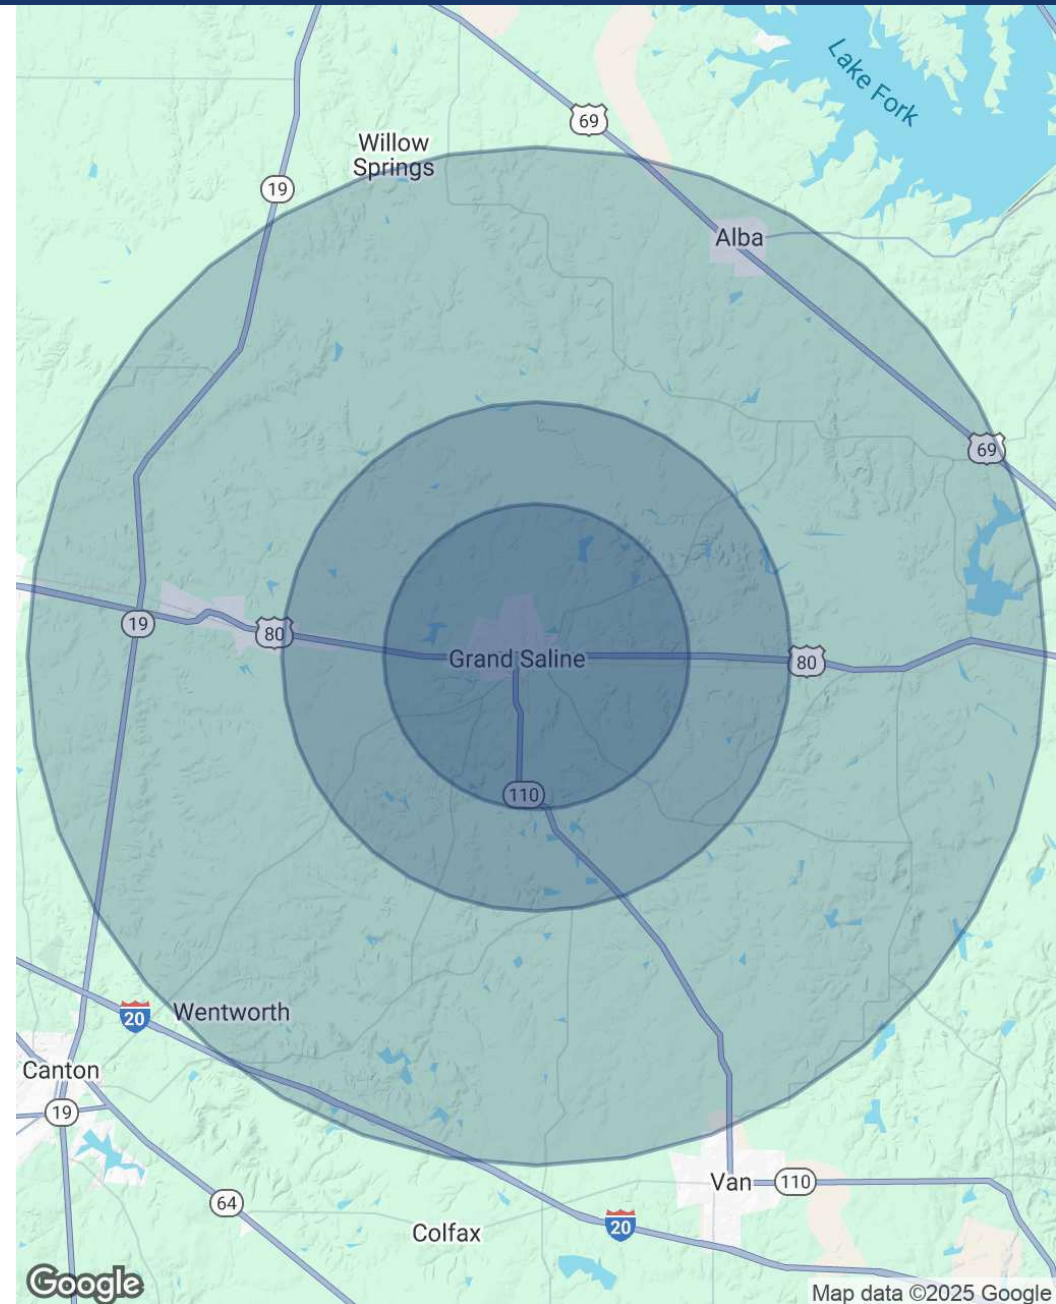 Lake Fork
69
Willow
Springs
19
Alba
69
19
80
Grand Saline
80
110
Wentworth
20
Canton
19
Van
110
64
Colfax
20
Google
Map data ©2025 Google